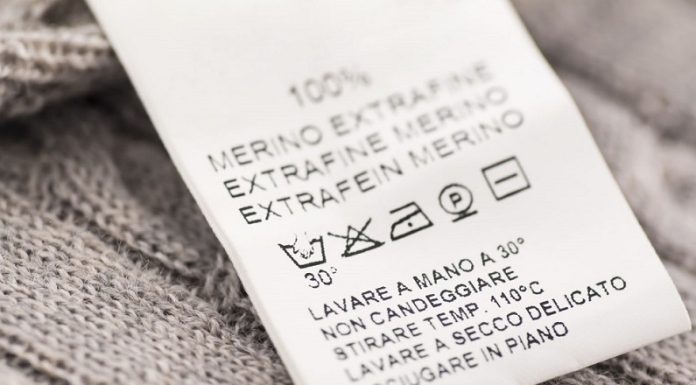 100%
MERINO EXTRAFINE
EXTRAFINE MERINO
EXTRAFEIN MERINO
P
30°
LAVARE A MANO A 30°
NON CANDEGGIARE
STIRARE TEMP. 110°C
LAVARE A SECCO DELICATO
ASCIUGARE IN PIANO